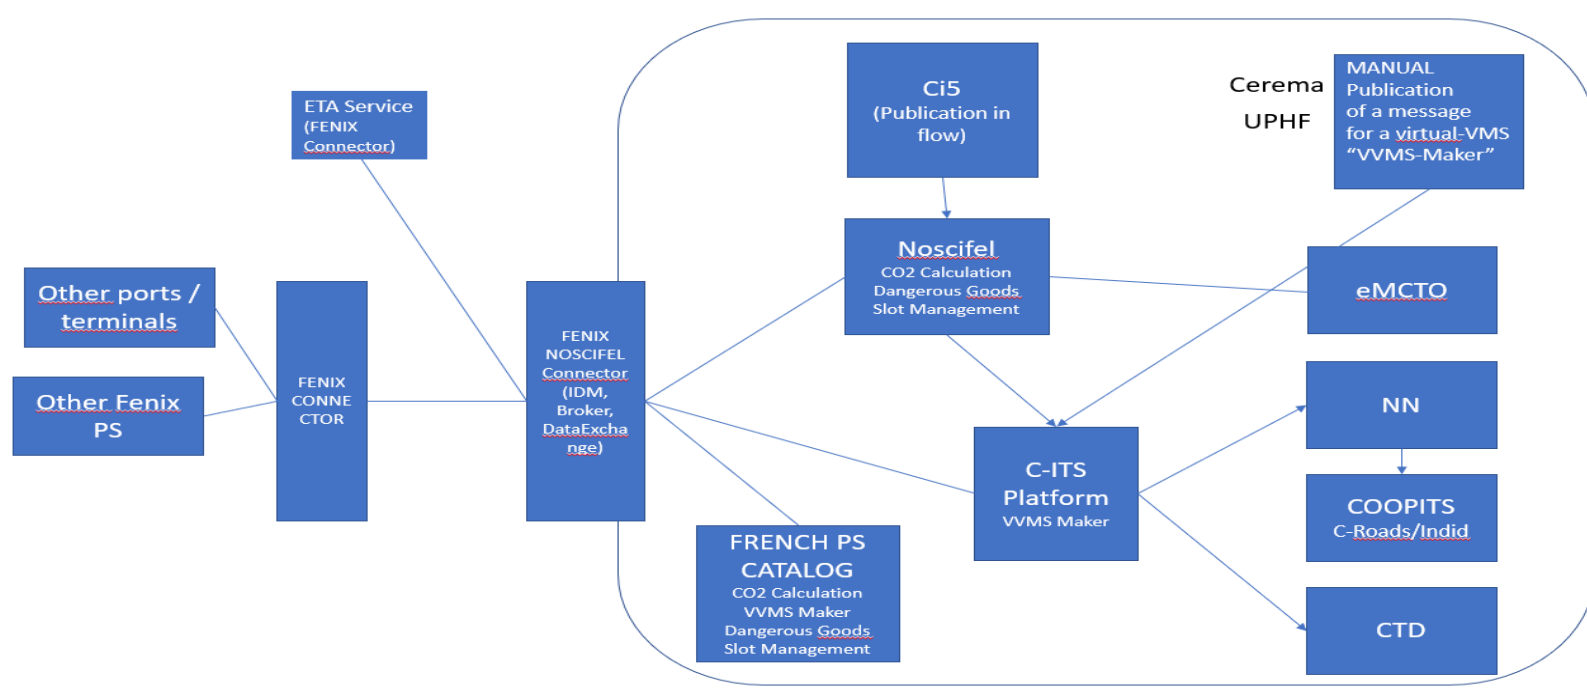 ETA Service
(FENIX
Connector)
Other ports /
terminals
Other Fenix
PS
FENIX
CONNE
CTOR
FENIX
NOSCIFEL
Connector
(IDM,
Broker,
DataExcha
nge)
Ci5
(Publication in
flow)
Cerema
UPHF
MANUAL
Publication
of a message
for a virtual-VMS
“VVMS-Maker”
Noscifel
CO2 Calculation
Dangerous Goods
Slot Management
eMCTO
NN
C-ITS
Platform
VVMS Maker
COOPITS
C-Roads/Indid
FRENCH PS
CATALOG
CO2 Calculation
VVMS Maker
Dangerous Goods
Slot Management
CTD